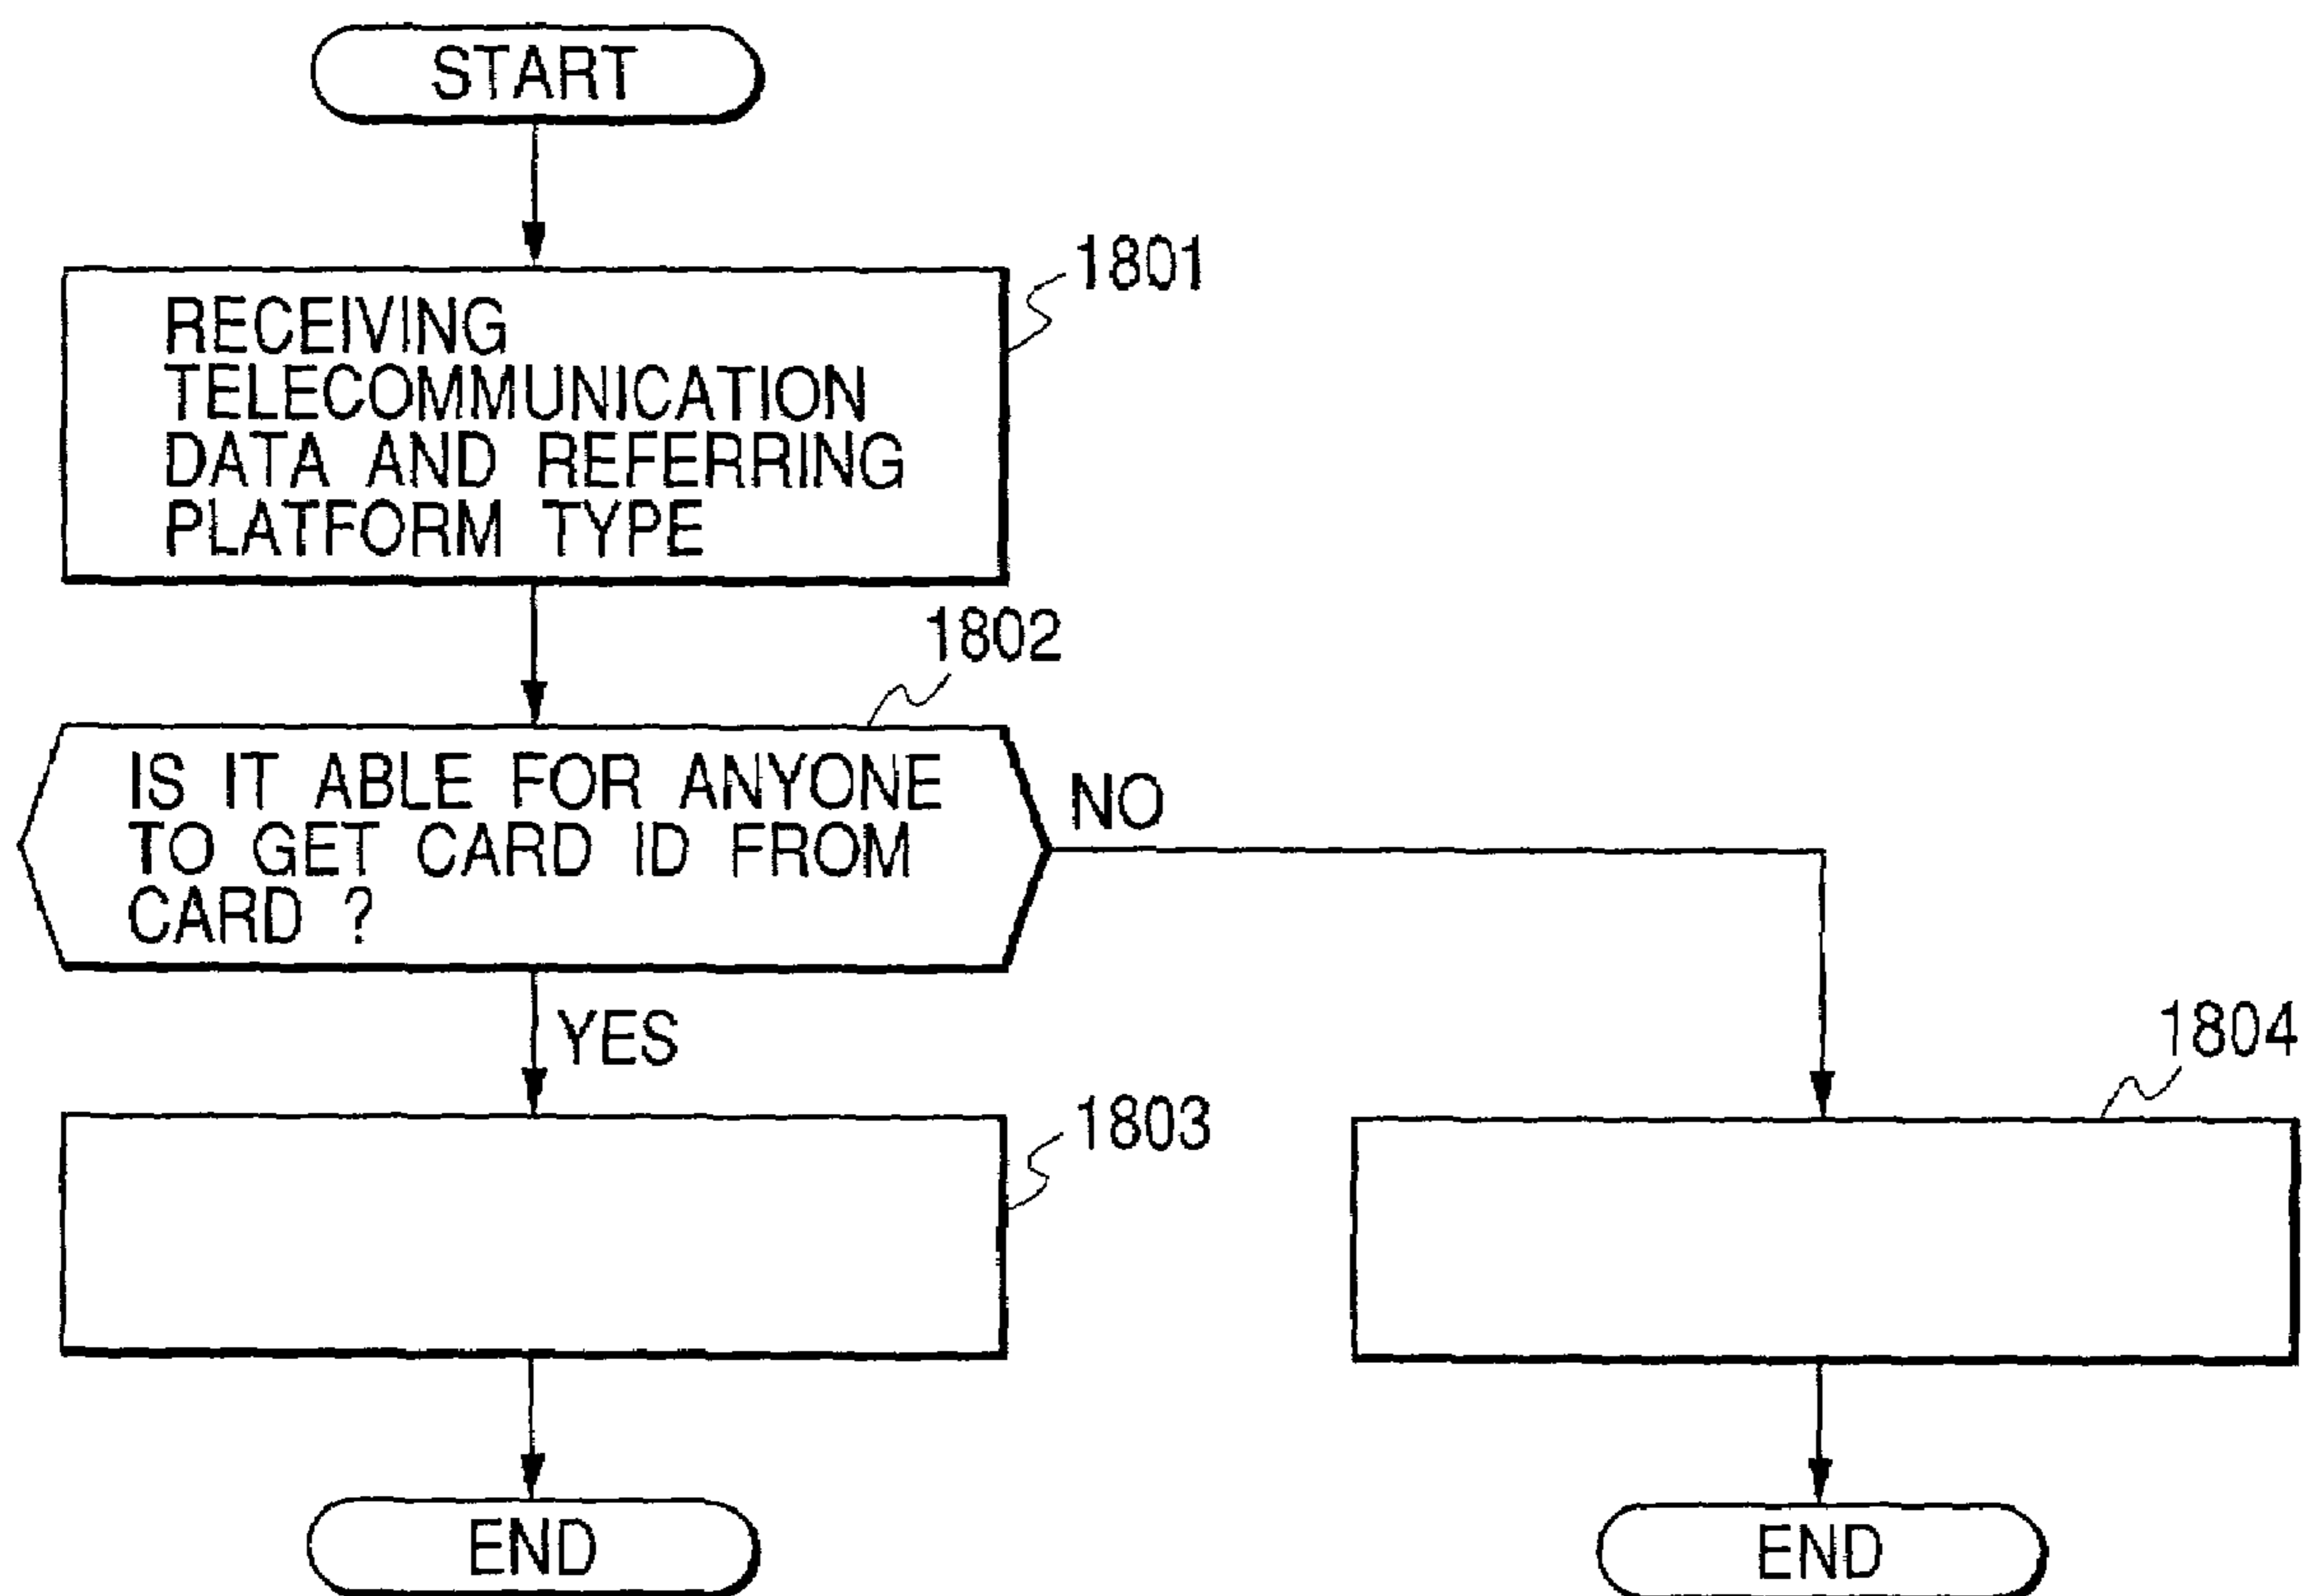 START
1801
RECEIVING
TELECOMMUNICATION
DATA AND REFERRING
PLATFORM TYPE
1802
IS IT ABLE FOR ANYONE
TO GET CARD ID FROM
CARD ?
NO
YES
1803
1804
END
END